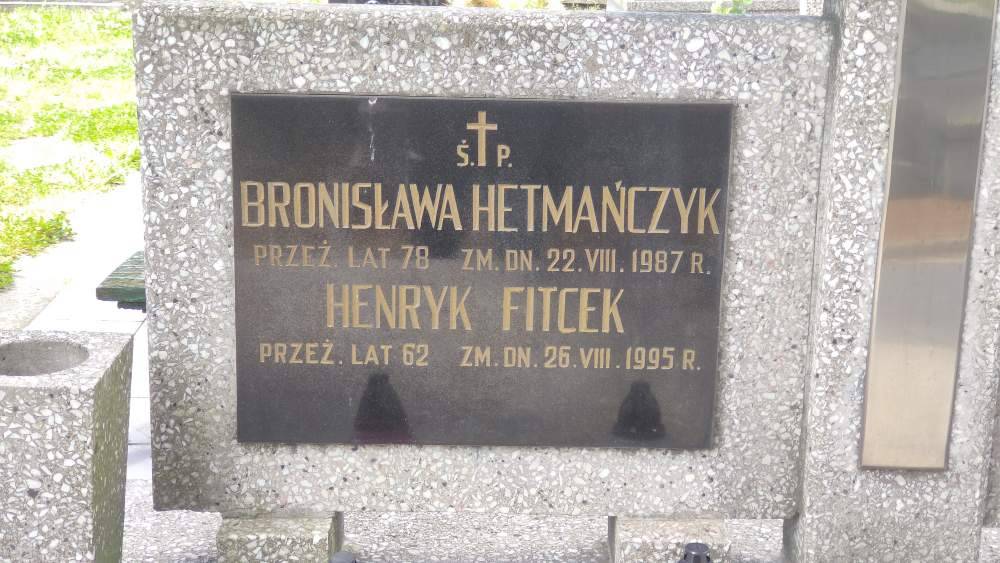 Ś. P.
BRONISŁAWA HETMAŃCZYK
PRZEŻ. LAT 78 ZM. DN. 22. VIII. 1987 R.
HENRYK FITCEK
PRZEŻ. LAT 62 ZM. DN. 26. VIII. 1995 R.